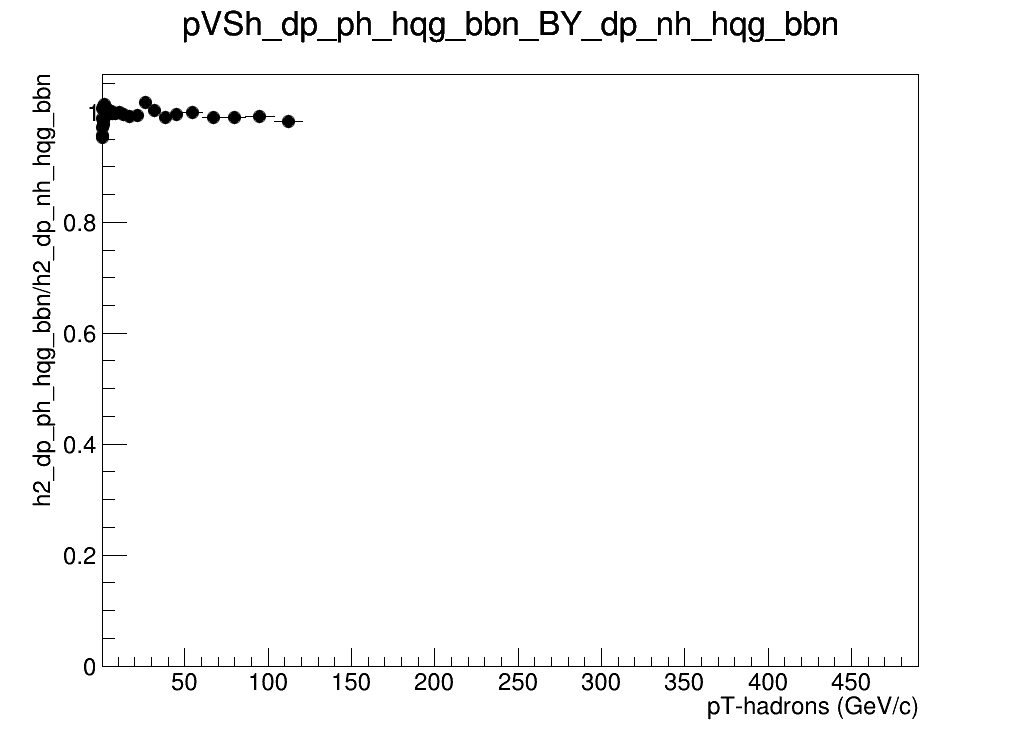 pVSh_dp_ph_hqg_bbn_BY_dp_nh_hqg_bbn
h2_dp_ph_hqg_bbn/h2_dp_nh_hqg_bbn
1
0.8
0.6
0.4
0.2
0
50 100 150 200 250 300 350 400 450
pT-hadrons (GeV/c)